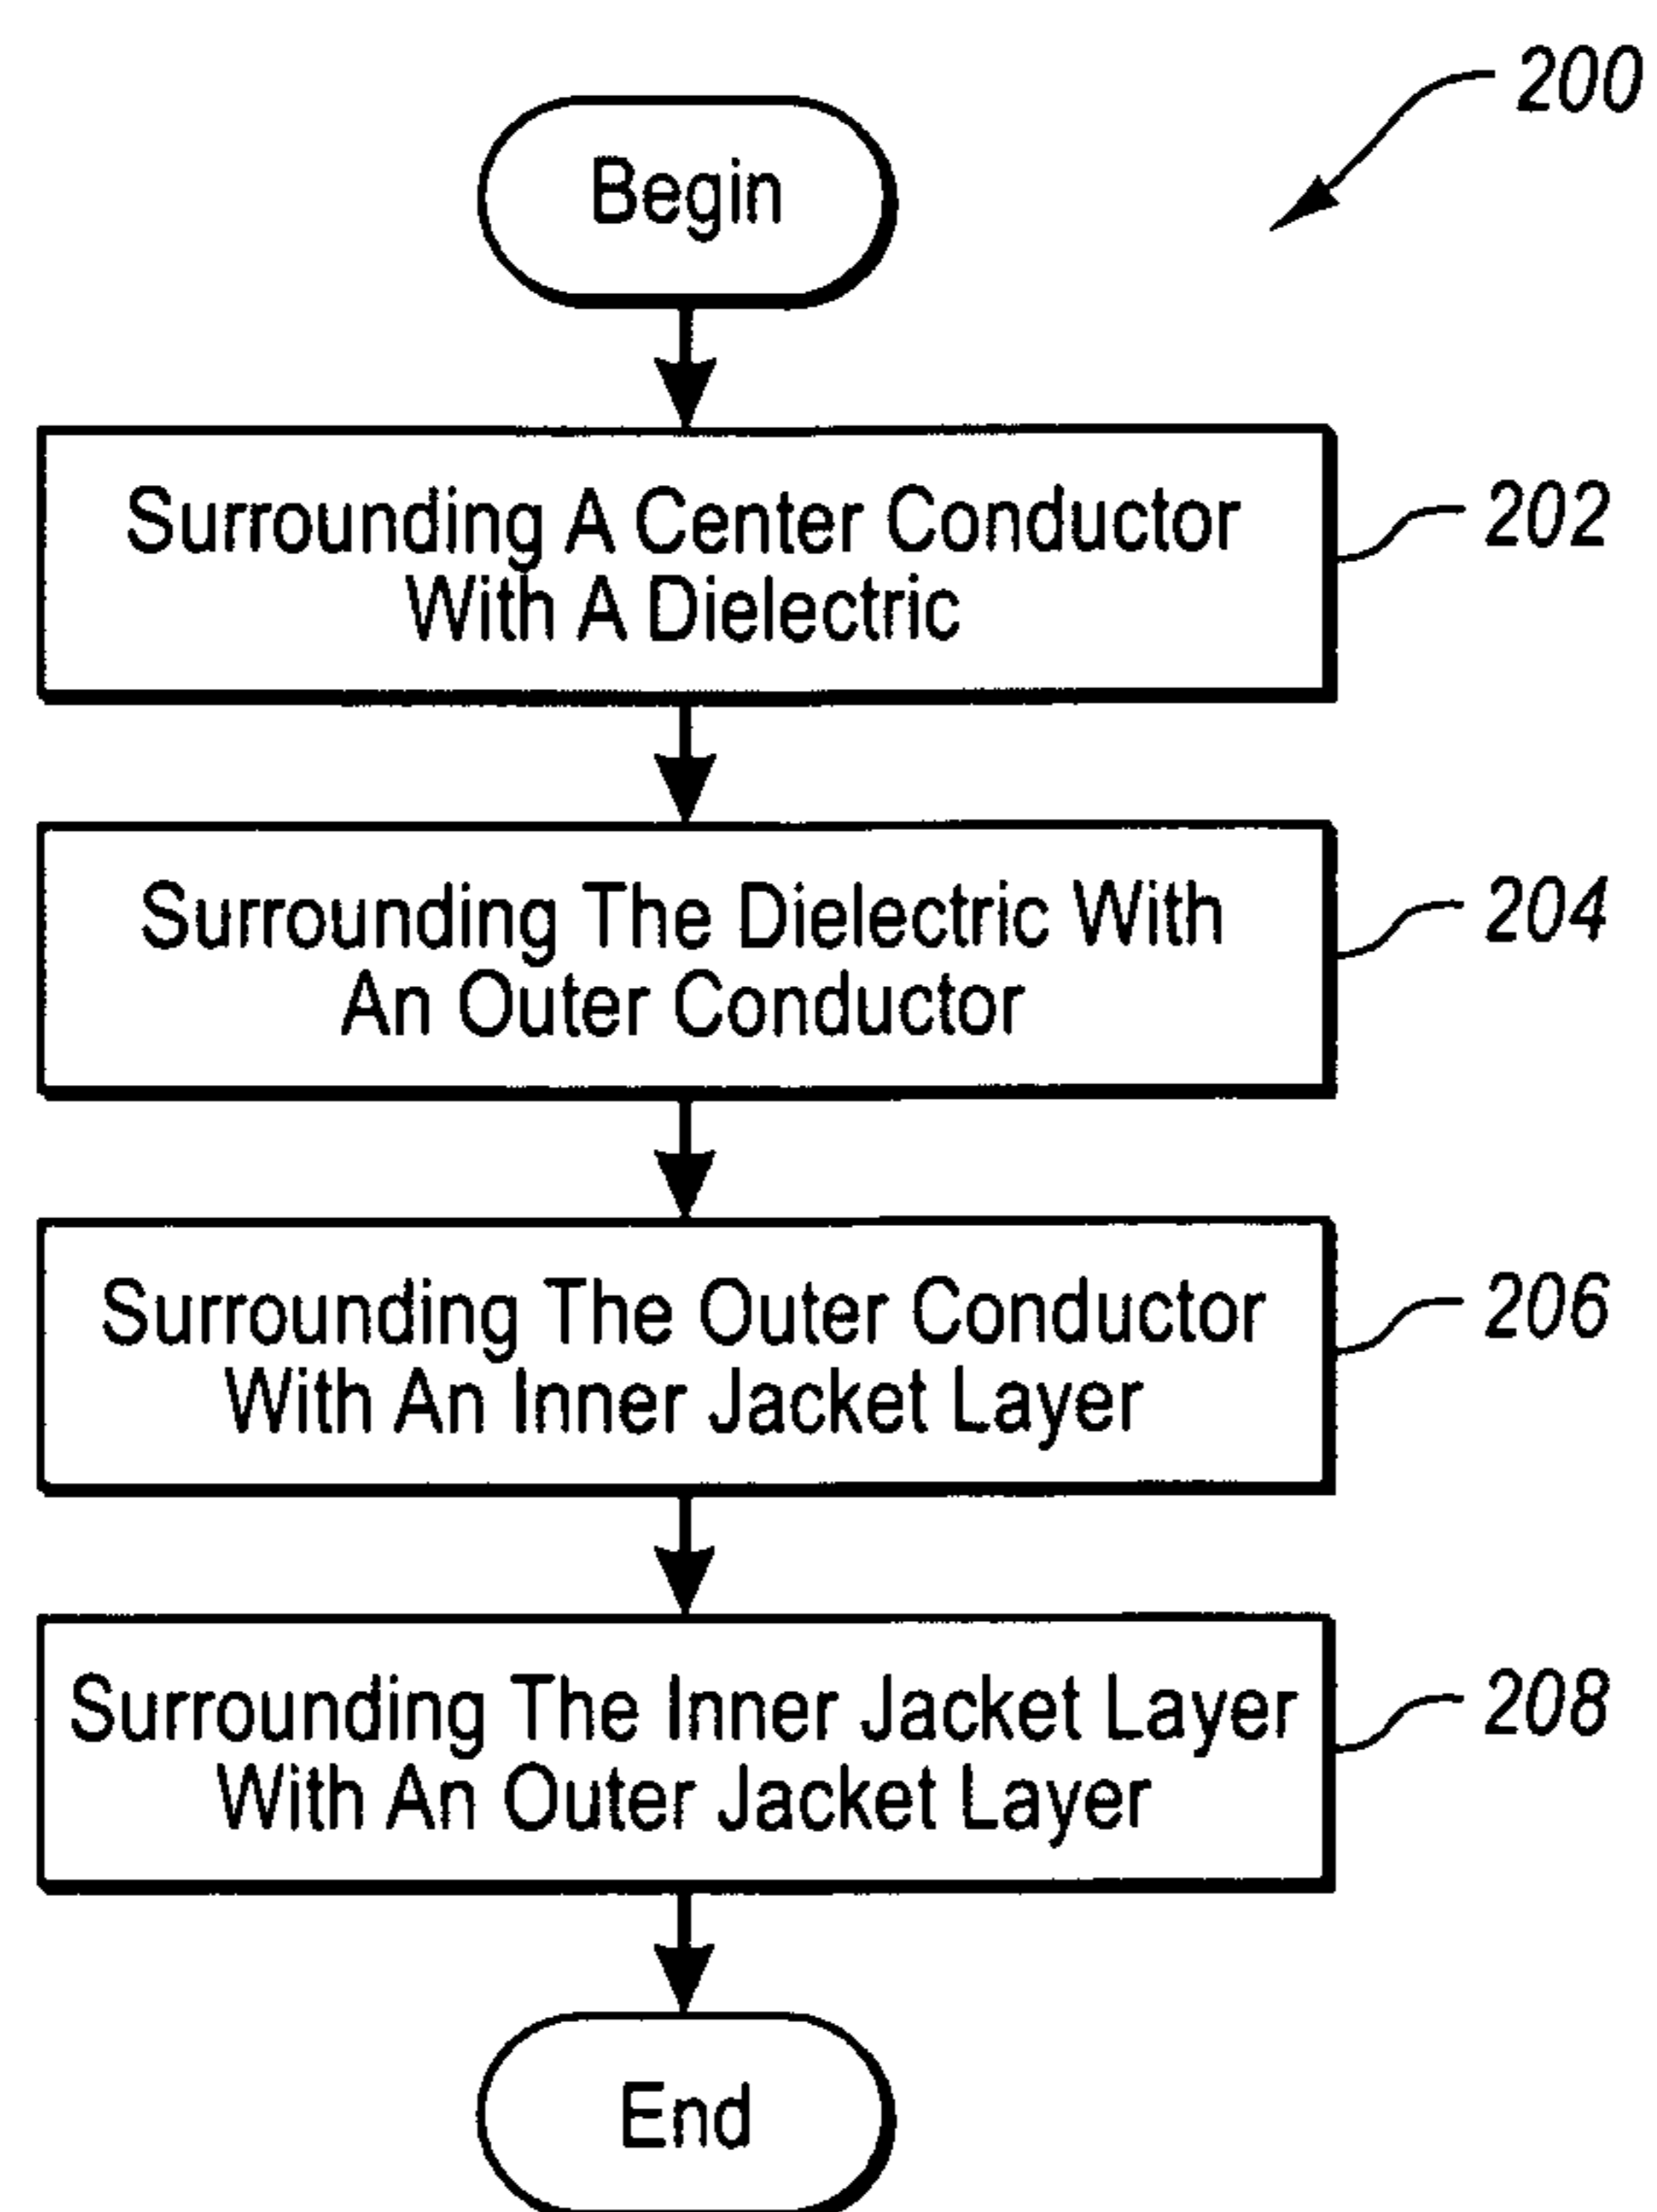 200
Begin
Surrounding A Center Conductor
With A Dielectric
202
Surrounding The Dielectric With
An Outer Conductor
204
Surrounding The Outer Conductor
With An Inner Jacket Layer
206
Surrounding The Inner Jacket Layer
With An Outer Jacket Layer
208
End